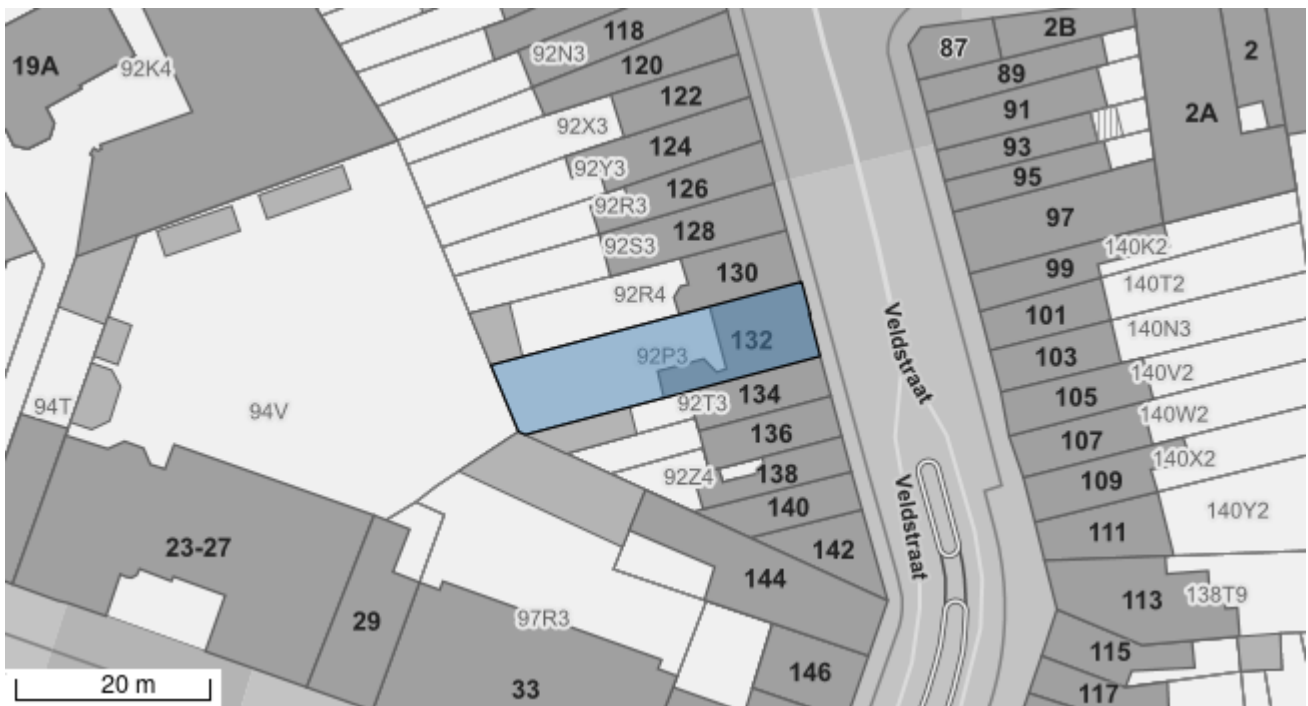 118
92N3
87
2B
2
19A
92K4
120
89
122
91
2A
92X3
124
93
92Y3
126
95
92R3
97
92S3
128
140K2
130
99
140T2
92R4
101
140N3
Veldstraat
92P3
132
103
140V2
94T
94V
92T3
134
105
140W2
136
107
140X2
92Z4
138
109
140Y2
140
Veldstraat
111
23-27
142
144
113
138T9
29
97R3
115
146
20 m
33
117